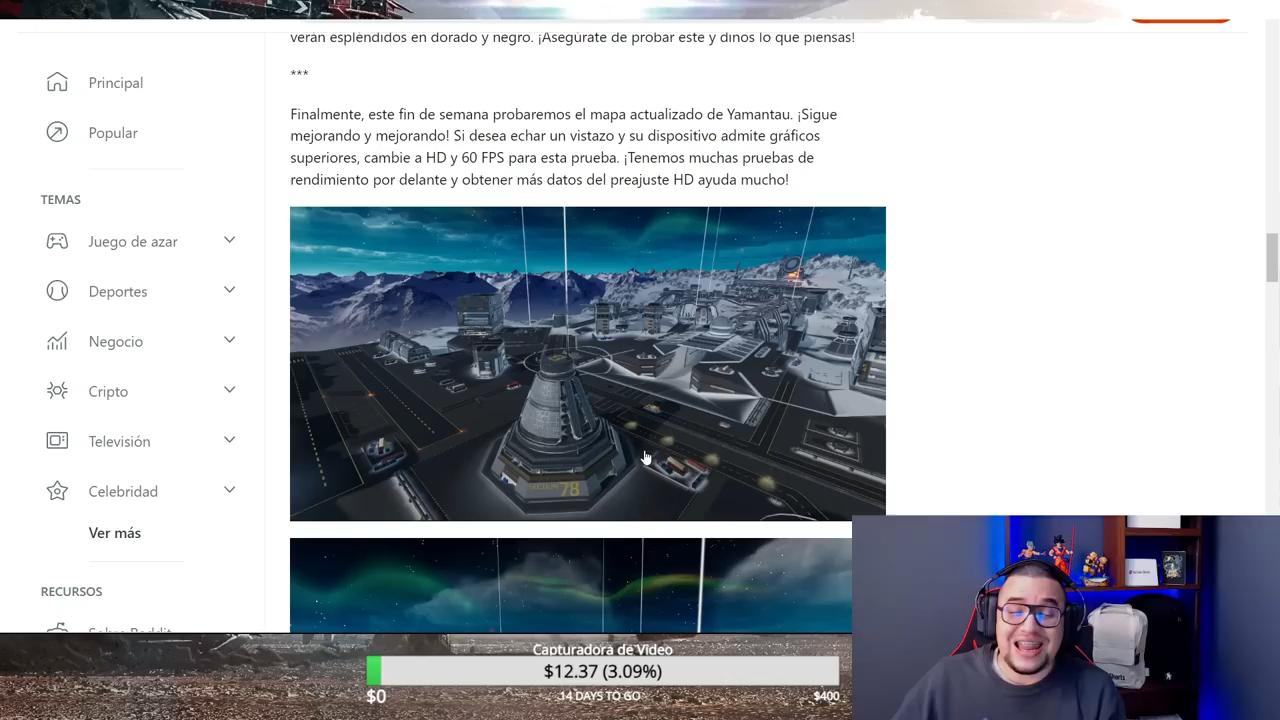 verán espléndidos en dorado y negro. ¡Asegúrate de probar este y dinos lo que piensas!
***
Finalmente, este fin de semana probaremos el mapa actualizado de Yamantau. ¡Sigue
mejorando y mejorando! Si desea echar un vistazo y su dispositivo admite gráficos
superiores, cambie a HD y 60 FPS para esta prueba. ¡Tenemos muchas pruebas de
rendimiento por delante y obtener más datos del preajuste HD ayuda mucho!
Principal
Popular
TEMAS
Juego de azar
Deportes
Negocio
Cripto
Televisión
Celebridad
Ver más
RECURSOS
Sobre Reddit
78
Capturadora de Video
$12.37 (3.09%)
$0
14 DAYS TO GO
$400